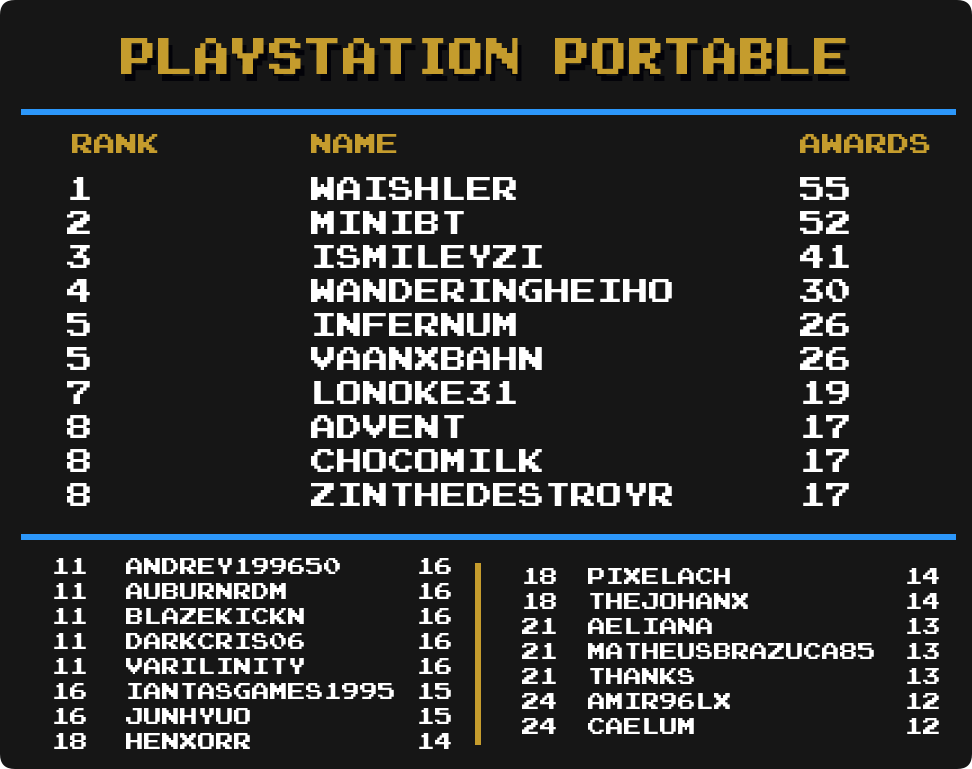 PLAYSTATION PORTABLE
RANK NAME AWARDS
1 WAISHLER 55
2 MINIBT 52
3 ISMILEYZI 41
4 WANDERINGHEIHO 30
5 INFERNUM 26
5 VAANXBAHN 26
7 LONOKE31 19
8 ADVENT 17
8 CHOCOMILK 17
8 ZINTHEDESTROYR 17
11 ANDREY199650 16
11 AUBURNRDM 16
11 BLAZEKICKN 16
11 DARKCRIS06 16
11 VARILINITY 16
16 IANTASGAMES1995 15
16 JUNHYUO 15
18 HENXORR 14
18 PIXELACH 14
18 THEJOHANX 14
21 AELIANA 13
21 MATHEUSBRAZUCA85 13
21 THANKS 13
24 AMIR96LX 12
24 CAELUM 12